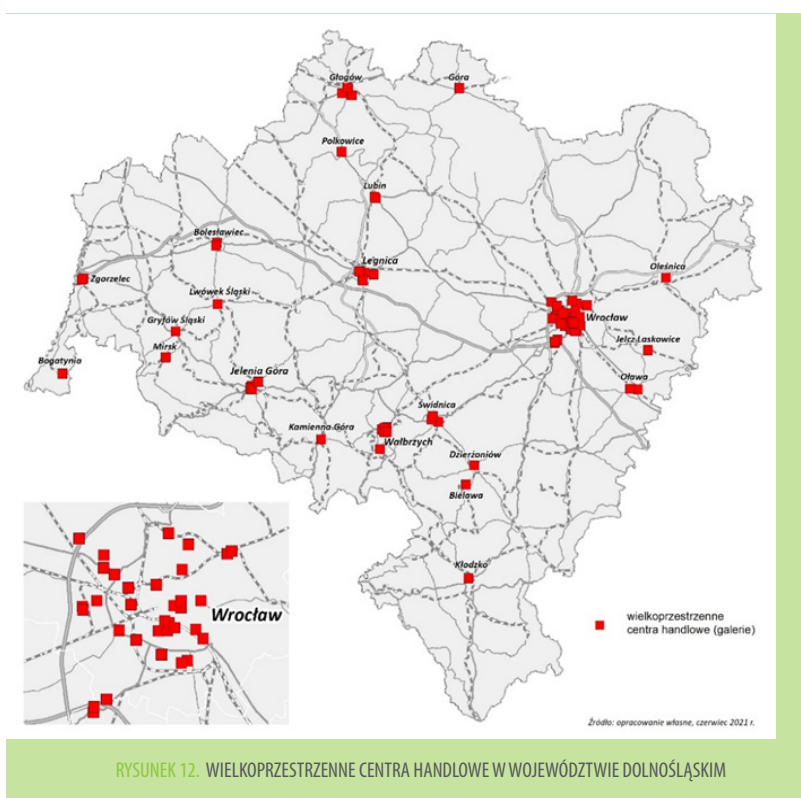 Głogów
Góra
Polkowice
Lubin
Bolesławiec
Legnica
Zgorzelec
Oleśnica
Lwówek Śląski
Gryfów Śląski
Wrocław
Mirsk
Jelcz Laskowice
Bogatynia
Jelenia Góra
Oława
Świdnica
Kamienna Góra
Wałbrzych
Dzierżoniów
Bielawa
Kłodzko
Wrocław
wielkoprzestrzenne
centra handlowe (galerie)
Źródło: opracowanie własne, czerwiec 2021 r.
RYSUNEK 12. WIELKOPRZESTRZENNE CENTRA HANDLOWE W WOJEWÓDZTWIE DOLNOŚLĄSKIM